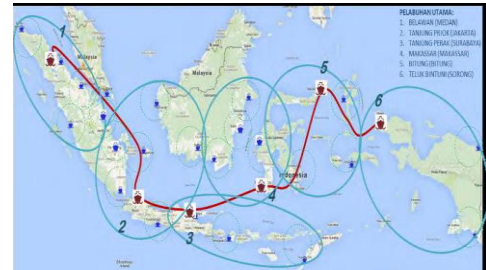 PELABUHAN UTAMA:
1. BELAWAN (MEDAN)
2. TANJUNG PRIOK (JAKARTA)
3. TANJUNG PERAK (SURABAYA)
4. MAKASSAR (MAKASSAR)
5. BITUNG (BITUNG)
6. TELUK BINTUNI (SORONG)
1
Malaysia
Malaysia
5
6
Indonesia
4
2
3